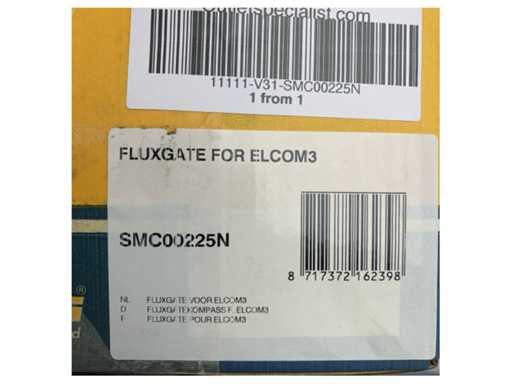 outletspecialist.com
11111-V31-SMC00225N
1 from 1
FLUXGATE FOR ELCOM3
SMC00225N
8 717372 162398
NL FLUXGATE VOOR ELCOM3
D FLUXGATEKOMPASS F. ELCOM3
F FLUXGATE POUR ELCOM3
®